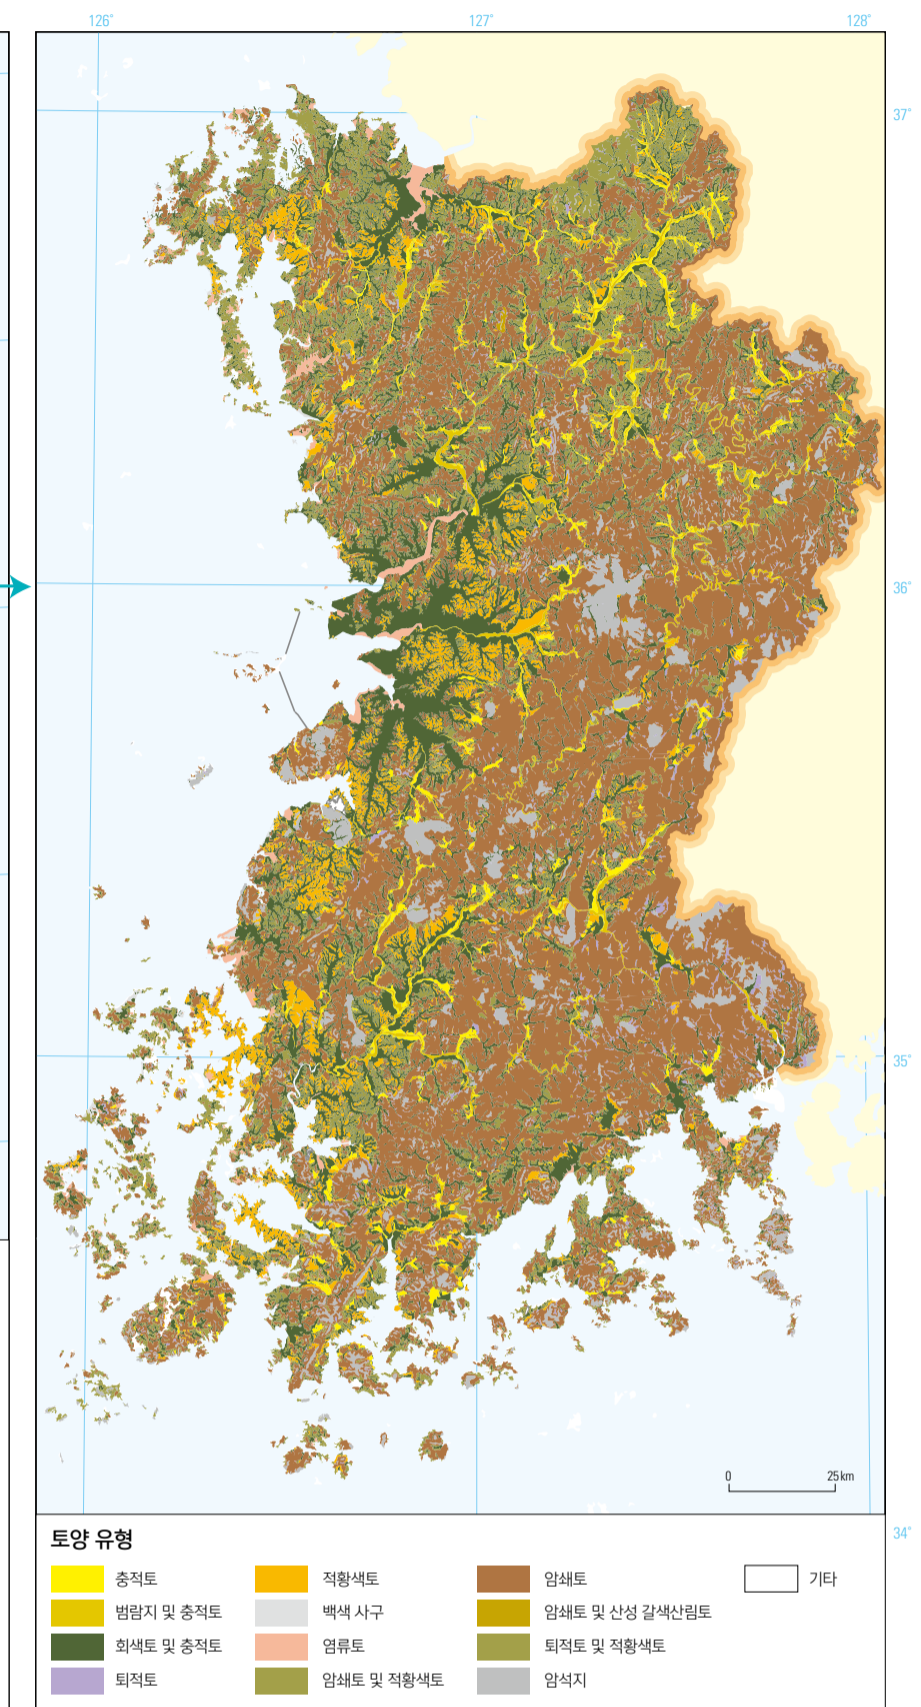 126°
127°
128°
37°
36°
35°
34°
0
25 km
토양 유형
충적토
적황색토
암쇄토
기타
범람지 및 충적토
백색 사구
암쇄토 및 산성 갈색산림토
회색토 및 충적토
염류토
퇴적토 및 적황색토
퇴적토
암쇄토 및 적황색토
암석지